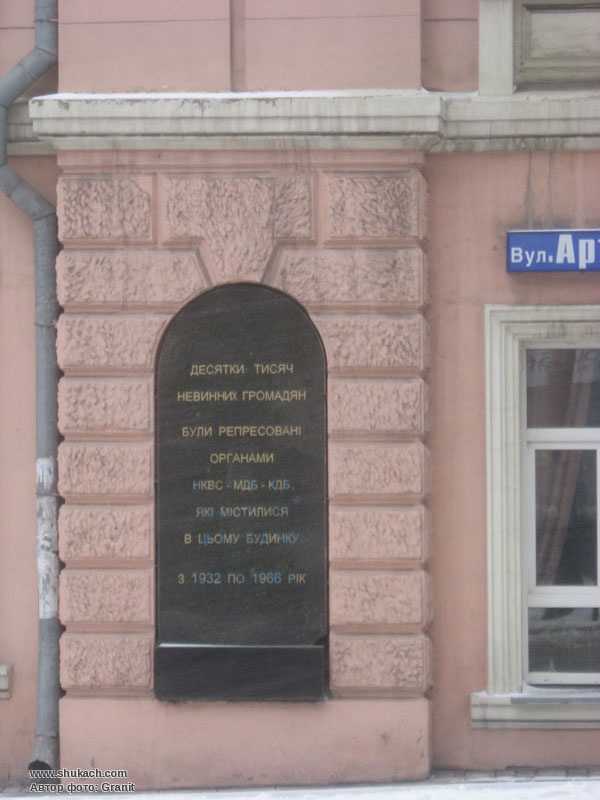 Вул. Ар
ДЕСЯТКИ ТИСЯЧ
НЕВИННИХ ГРОМАДЯН
БУЛИ РЕПРЕСОВАНІ
ОРГАНАМИ
НКВС - МДБ - КДБ,
ЯКІ МІСТИЛИСЯ
В ЦЬОМУ БУДИНКУ
З 1932 ПО 1966 РІК
www.shukach.com
Автор фото: Granit